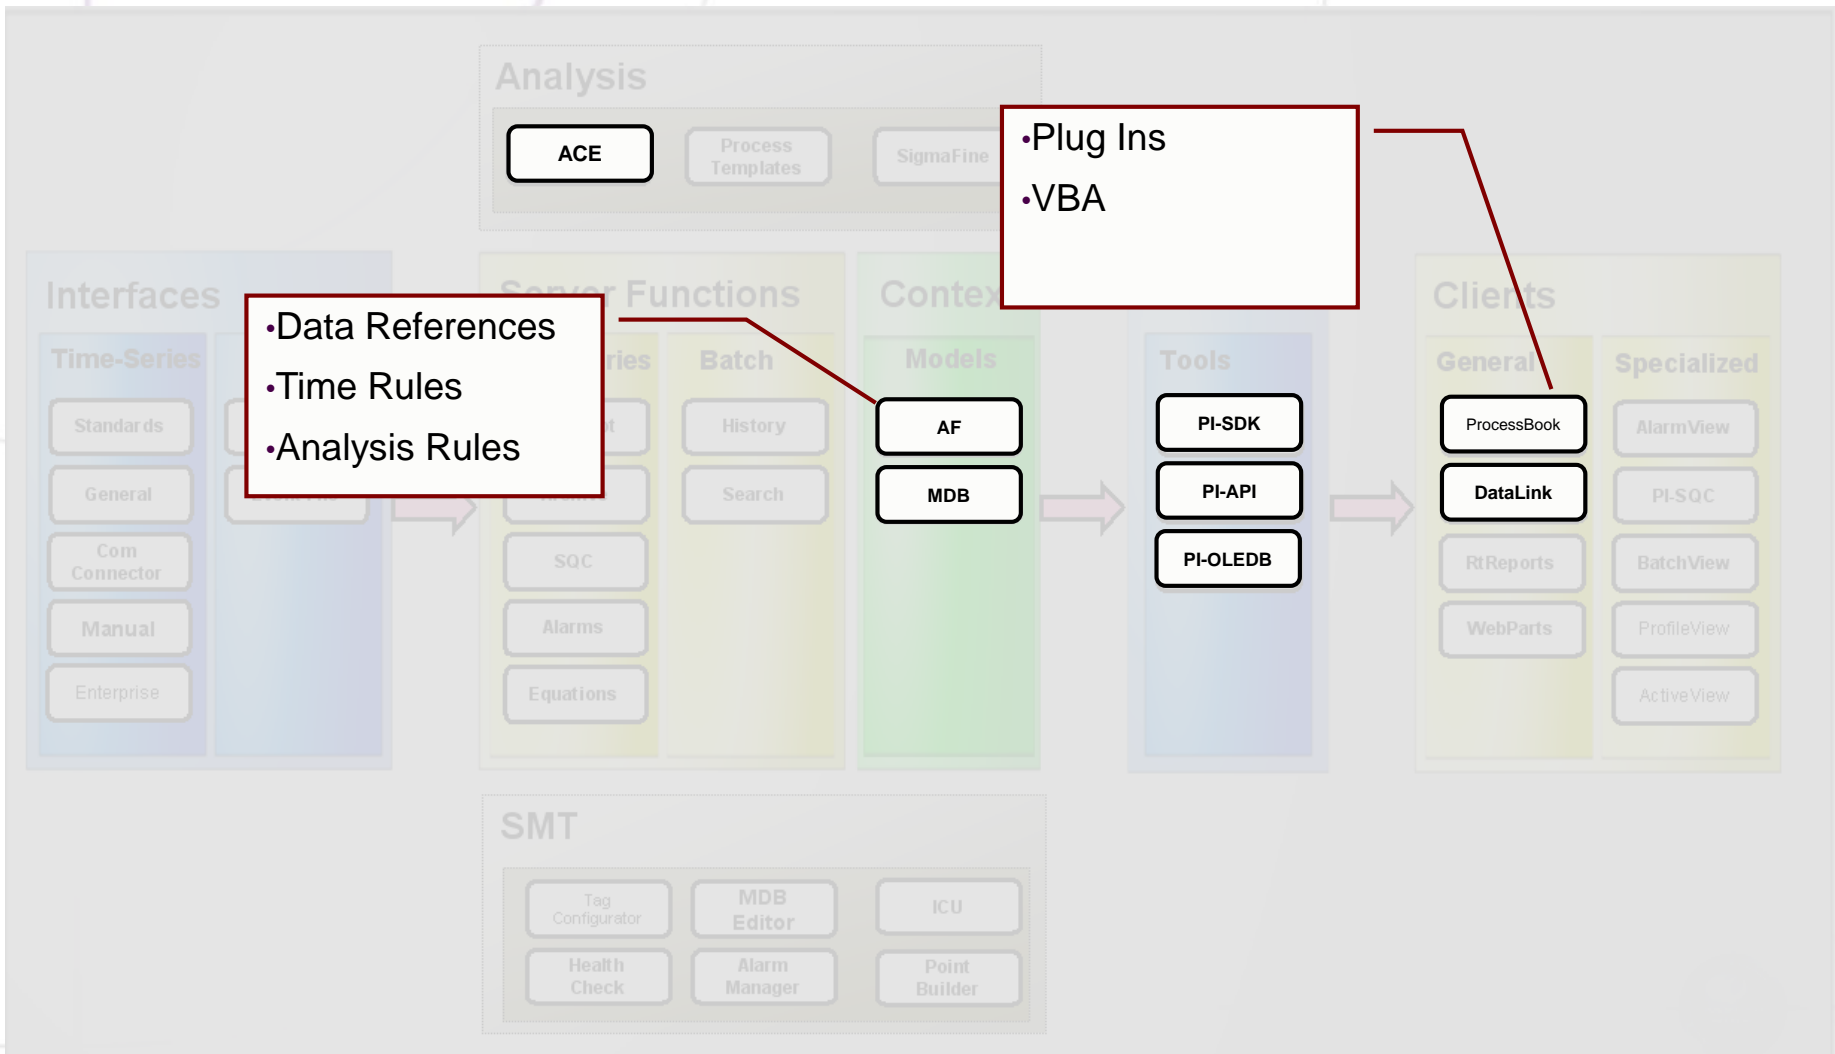 Analysis
ACE
Process
Templates
SigmaFine
•Plug Ins
•VBA
Interfaces
Time-Series
Standards
General
Com
Connector
Manual
Enterprise
•Data References
•Time Rules
•Analysis Rules
Server Functions
Batch
SQC
Alarms
Equations
History
Search
Models
AF
MDB
Tools
PI-SDK
PI-API
PI-OLEDB
Clients
General
ProcessBook
DataLink
RtReports
WebParts
Specialized
AlarmView
PI-SQC
BatchView
ProfileView
ActiveView
SMT
Tag
Configurator
MDB
Editor
ICU
Health
Check
Alarm
Manager
Point
Builder